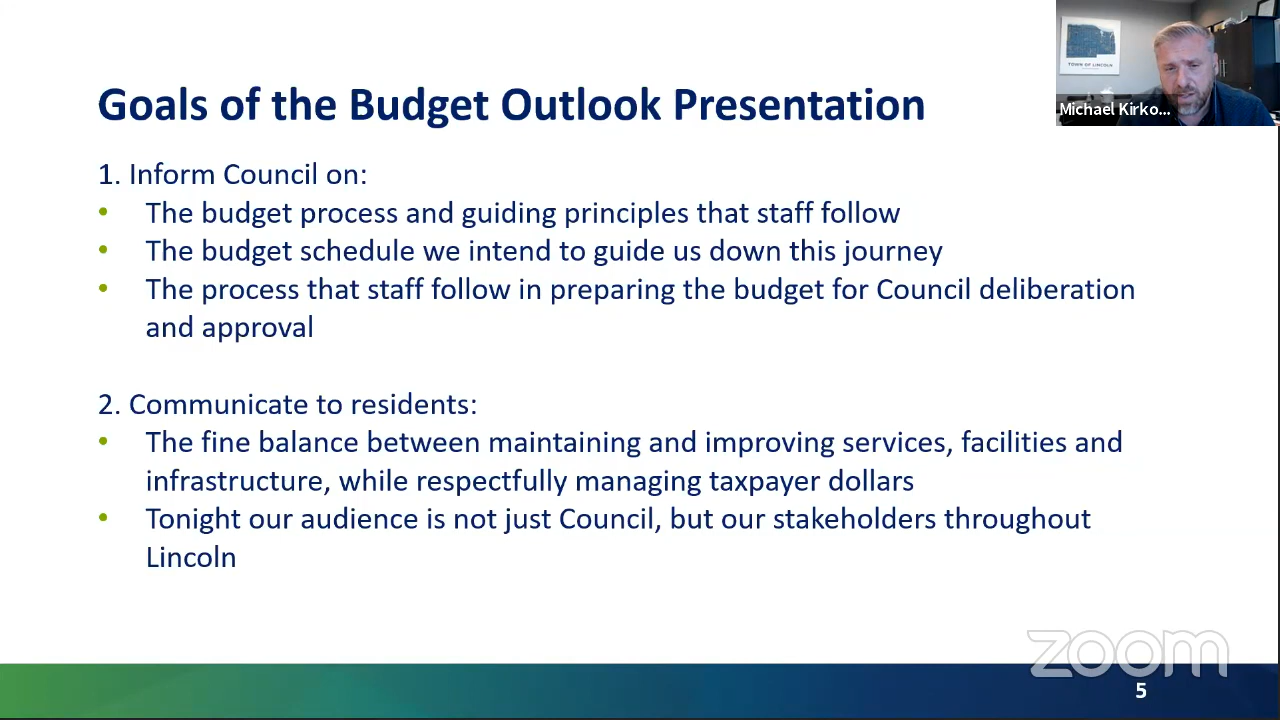 Goals of the Budget Outlook Presentation
TOWN OF LINCOLN
Michael Kirko...
1. Inform Council on:
• The budget process and guiding principles that staff follow
• The budget schedule we intend to guide us down this journey
• The process that staff follow in preparing the budget for Council deliberation
and approval
2. Communicate to residents:
• The fine balance between maintaining and improving services, facilities and
infrastructure, while respectfully managing taxpayer dollars
• Tonight our audience is not just Council, but our stakeholders throughout
Lincoln
zoom
5